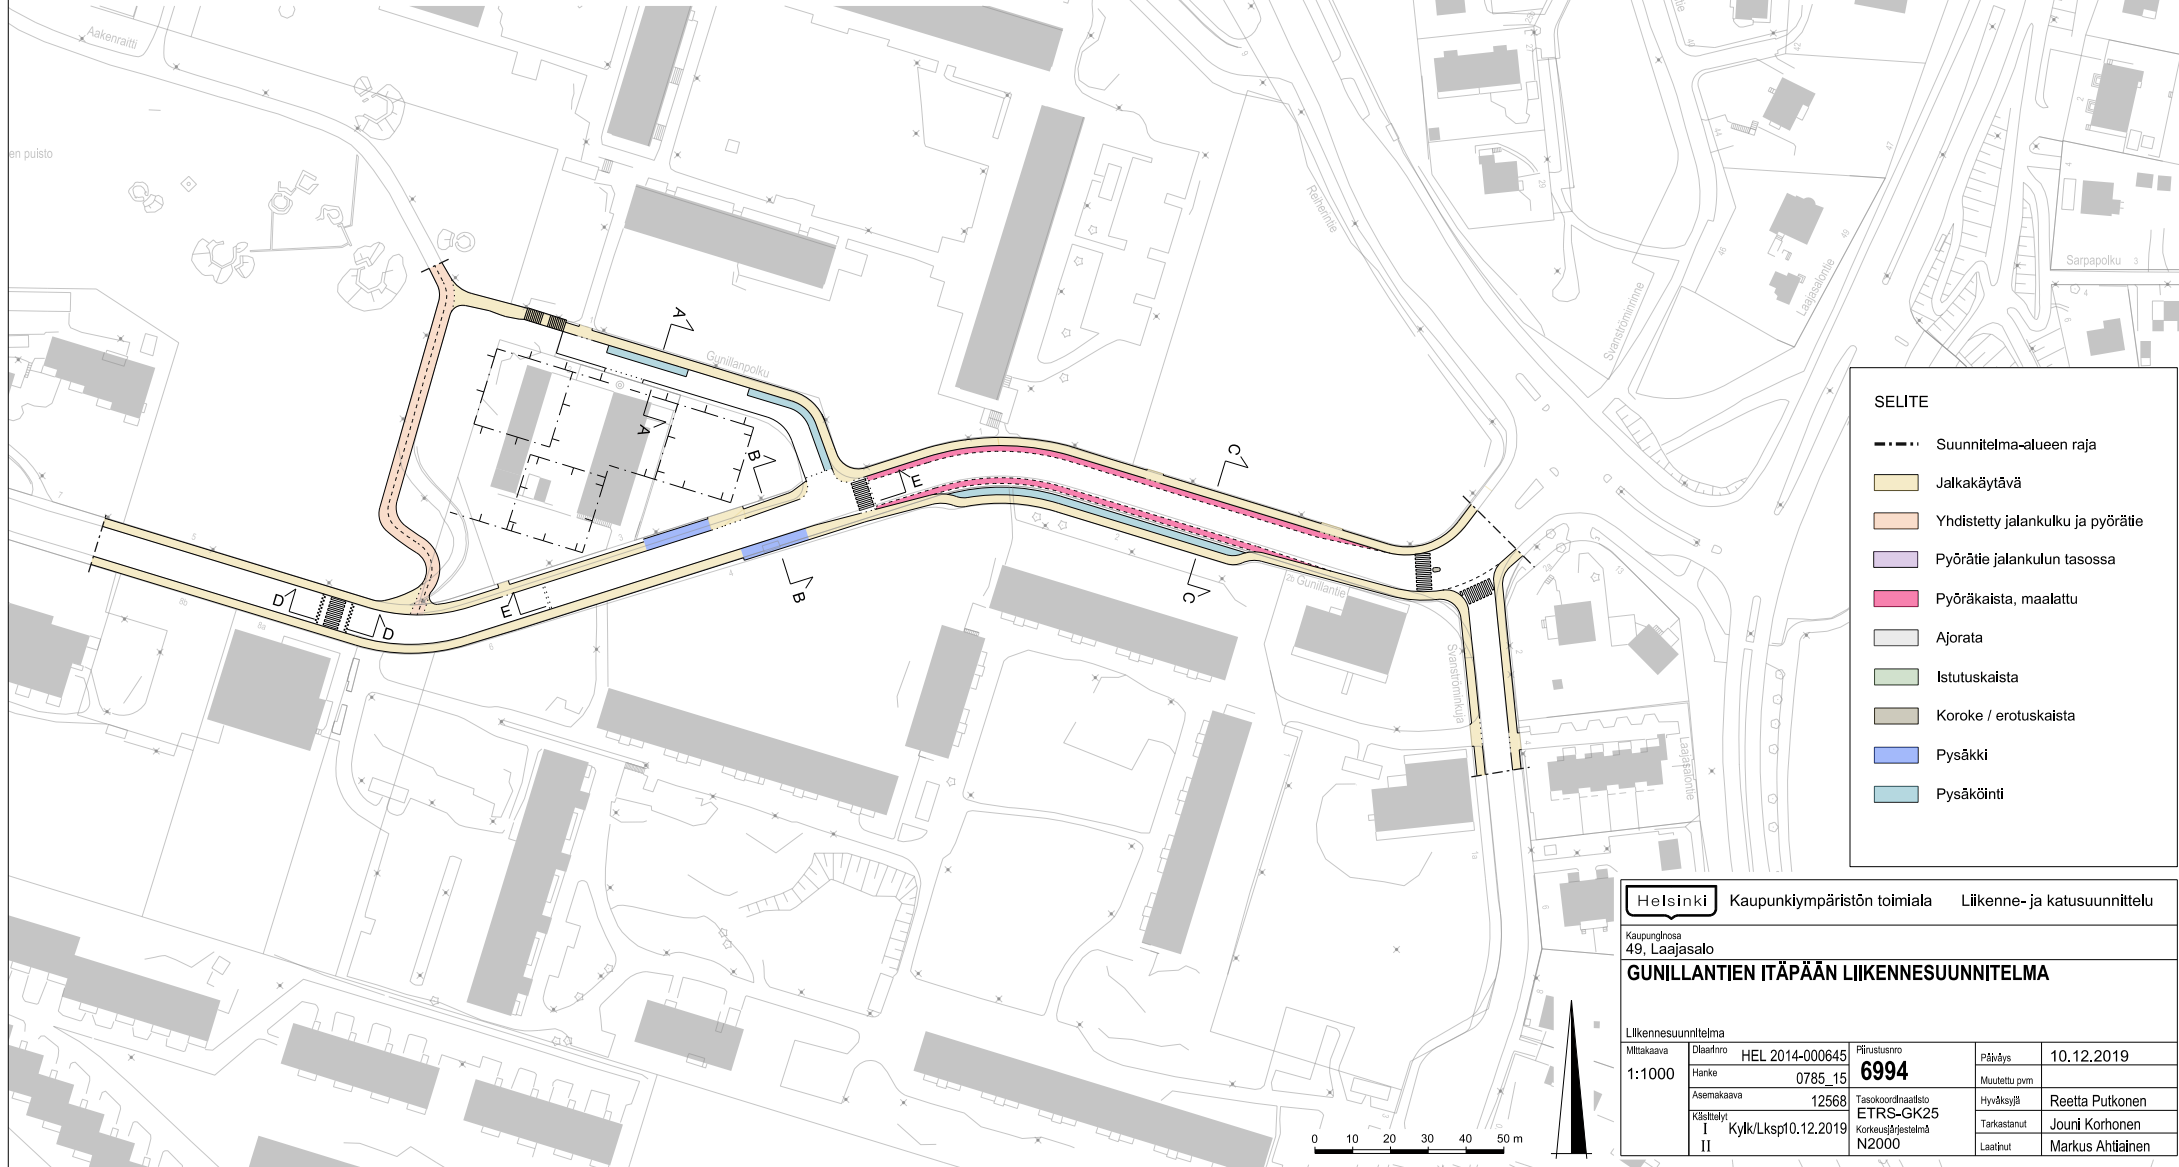 Aakenraitti
en puisto
Gunillanpolku
Reiherintie
Svanströminrinne
Laajasalontie
Sarpapolku
A
A
B
B
C
C
D
D
E
E
Gunillantie
Svanströminkuja
Laajasalontie
SELITE
Suunnitelma-alueen raja
Jalkakäytävä
Yhdistetty jalankulku ja pyörätie
Pyörätie jalankulun tasossa
Pyöräkaista, maalattu
Ajorata
Istutuskaista
Koroke / erotuskaista
Pysäkki
Pysäköinti
Helsinki Kaupunkiympäristön toimiala Liikenne- ja katusuunnittelu
Kaupunginosa
49, Laajasalo
GUNILLANTIEN ITÄPÄÄN LIIKENNESUUNNITELMA
Liikennesuunnitelma
Mittakaava
1:1000
Diaarinro HEL 2014-000645
Hanke 0785_15
Asemakaava 12568
Käsittelyt
I Kylk/Lksp10.12.2019
II
Piirustusnro
6994
Tasokoordinaatisto
ETRS-GK25
Korkeusjärjestelmä
N2000
Päiväys 10.12.2019
Muutettu pvm
Hyväksyjä Reetta Putkonen
Tarkastanut Jouni Korhonen
Laatinut Markus Ahtiainen
0 10 20 30 40 50 m